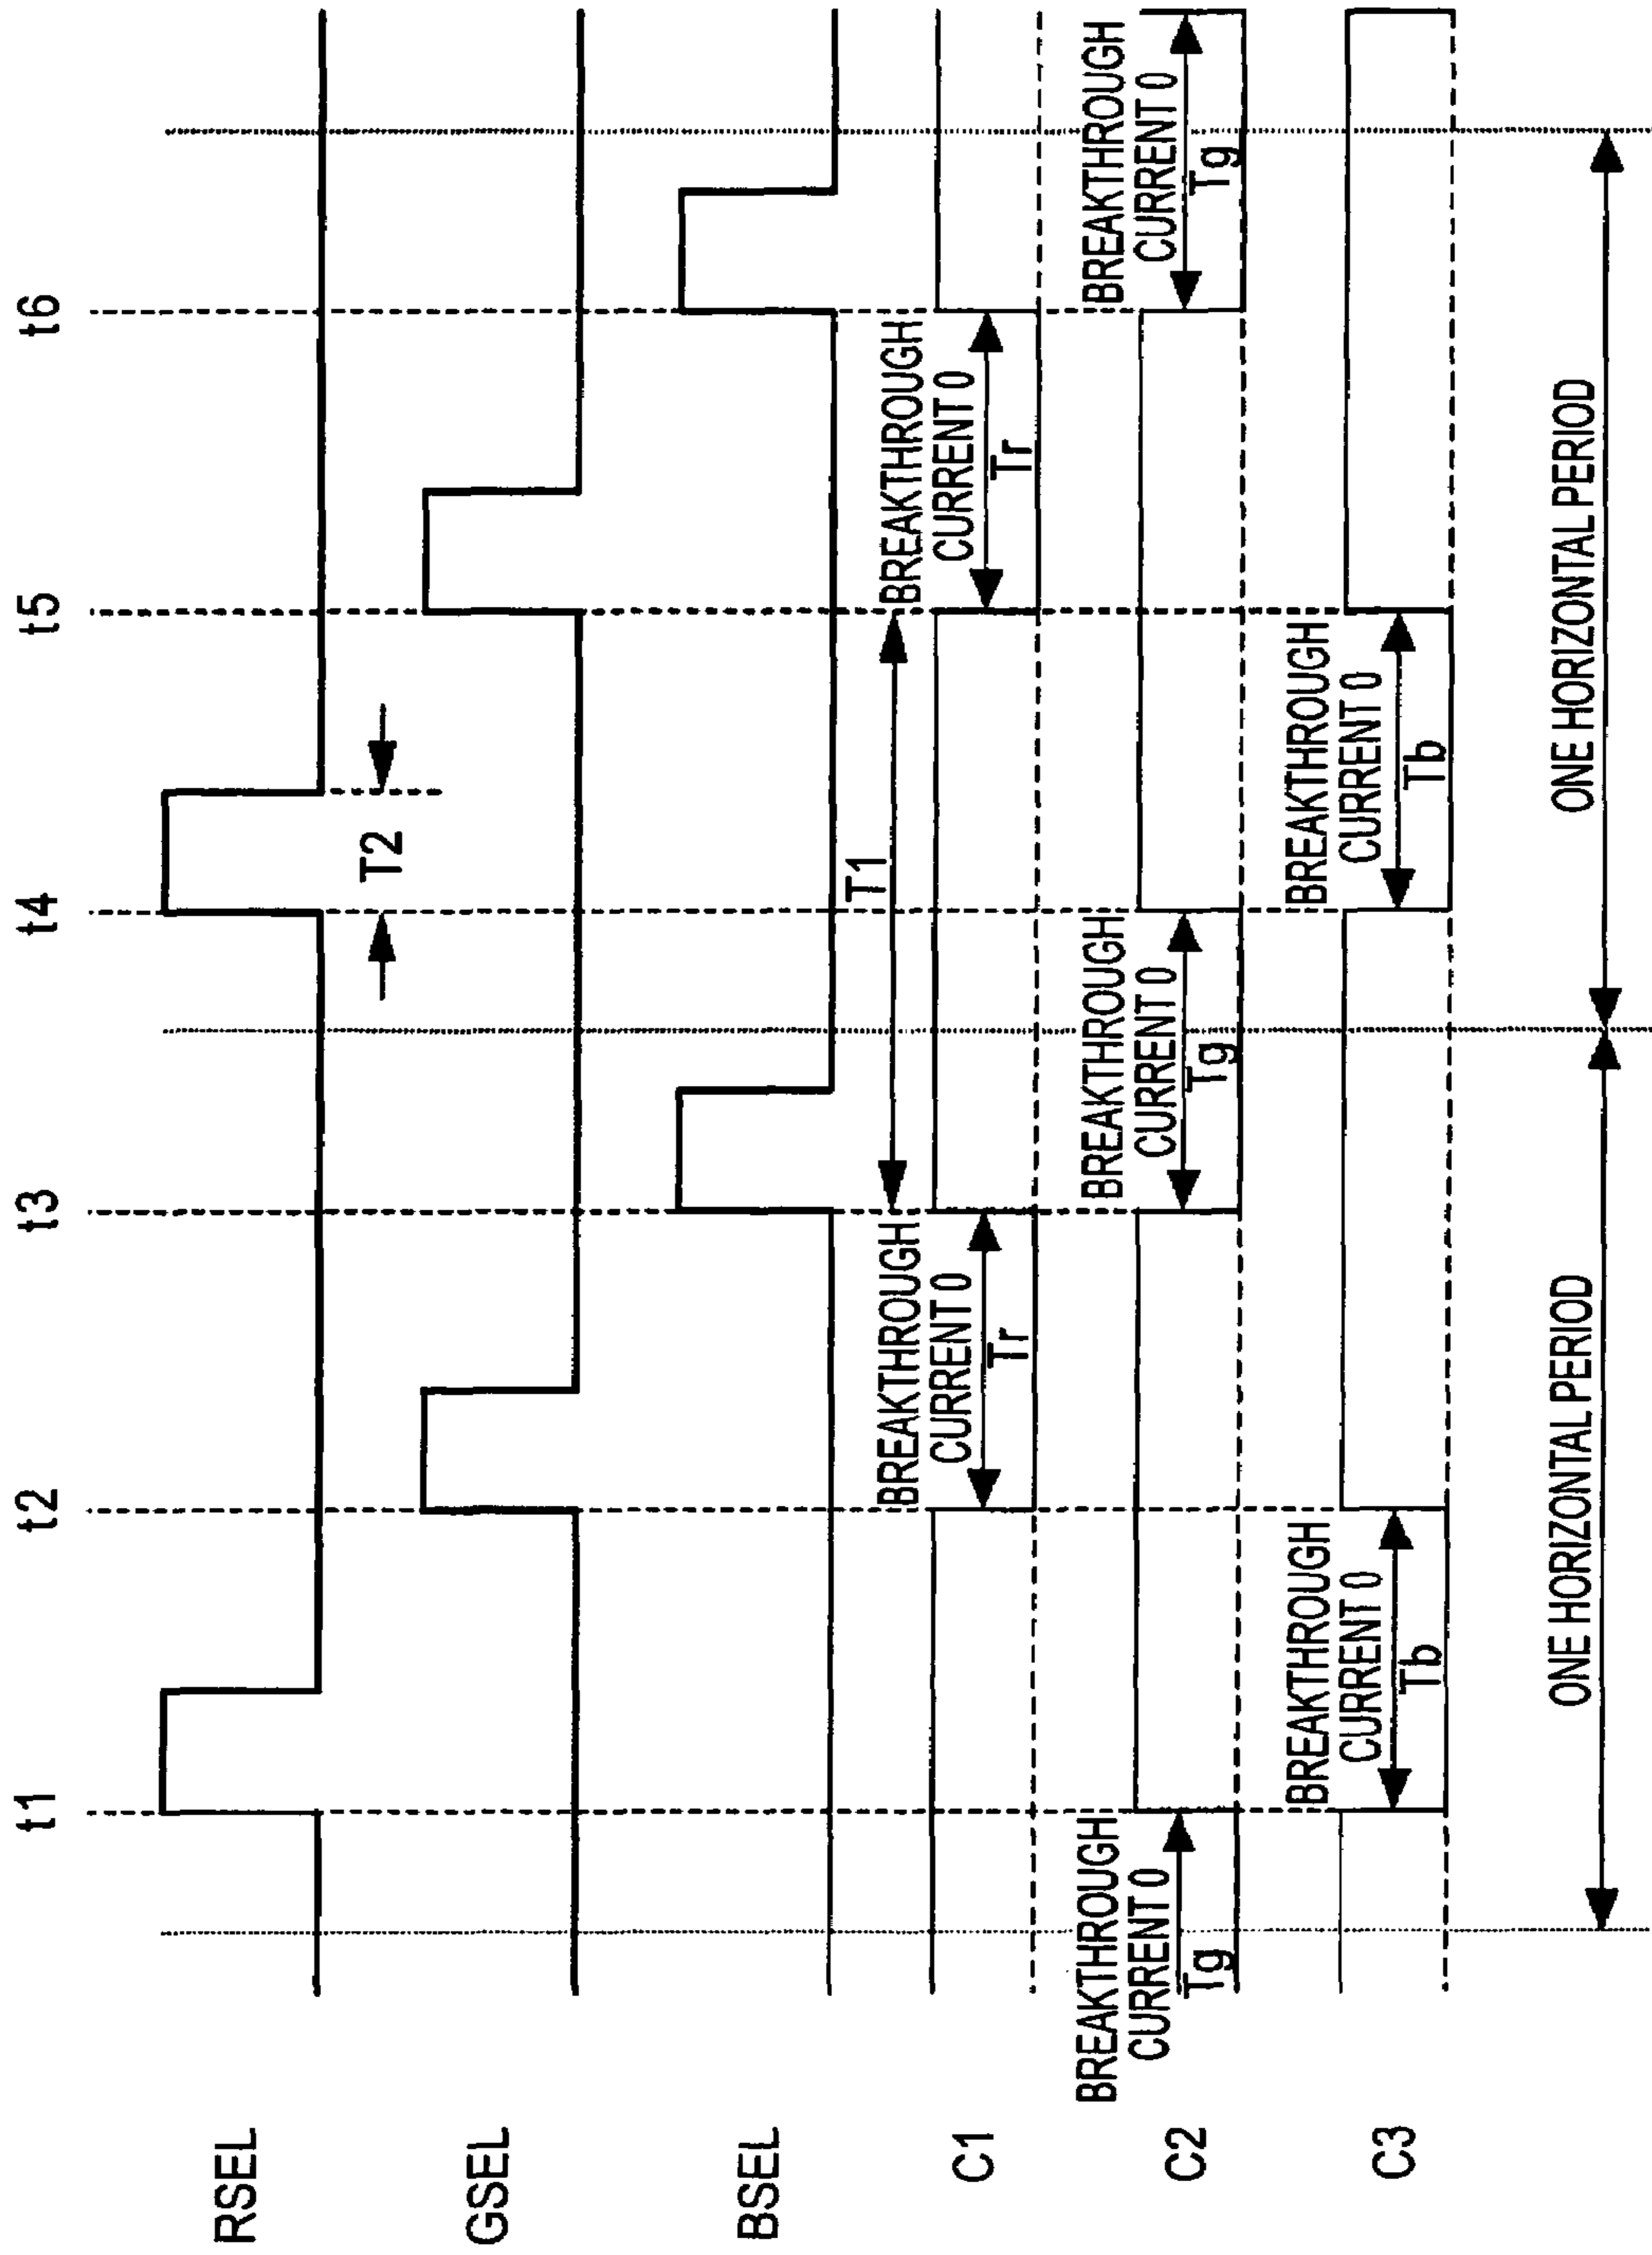 t1
t2
t3
t4
t5
t6
RSEL
T2
GSEL
BSEL
T1
C1
BREAKTHROUGH
CURRENT 0
Tr
BREAKTHROUGH
CURRENT 0
Tr
C2
BREAKTHROUGH
CURRENT 0
Tg
BREAKTHROUGH
CURRENT 0
Tg
BREAKTHROUGH
CURRENT 0
Tg
C3
BREAKTHROUGH
CURRENT 0
Tb
BREAKTHROUGH
CURRENT 0
Tb
ONE HORIZONTAL PERIOD
ONE HORIZONTAL PERIOD